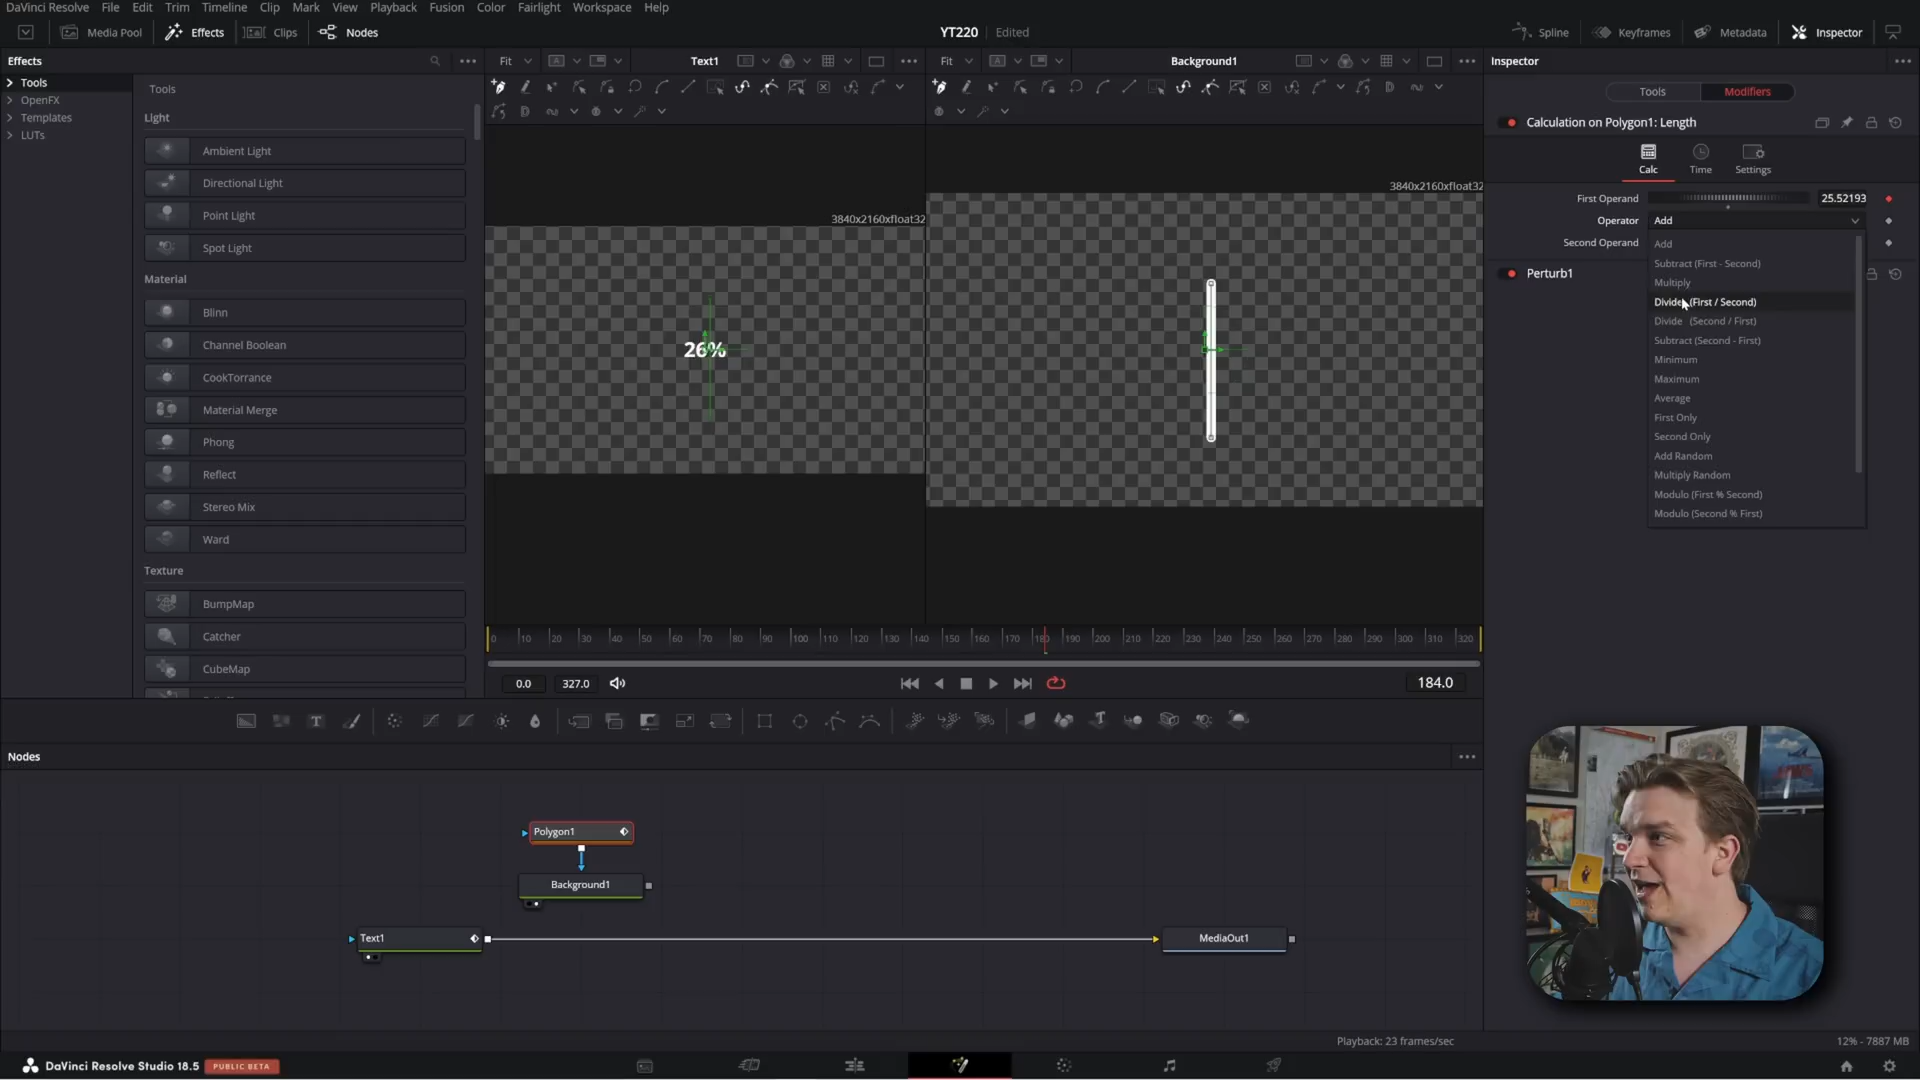 DaVinci Resolve File Edit Trim Timeline Clip Mark View Playback Fusion Color Fairlight Workspace Help
Media Pool Effects Clips Nodes YT220 Edited Spline Keyframes Metadata Inspector
Effects Fit Text1 Fit Background1 Inspector
Tools
OpenFX
Templates
LUTs
Tools
Light
Ambient Light
Directional Light
Point Light
Spot Light
Material
Blinn
Channel Boolean
CookTorrance
Material Merge
Phong
Reflect
Stereo Mix
Ward
Texture
BumpMap
Catcher
CubeMap
3840x2160xfloat32
26%
3840x2160xfloat32
Tools Modifiers
Calculation on Polygon1: Length
Calc Time Settings
First Operand 25.52193
Operator Add
Second Operand
Perturb1
Add
Subtract (First - Second)
Multiply
Divide (First / Second)
Divide (Second / First)
Subtract (Second - First)
Minimum
Maximum
Average
First Only
Second Only
Add Random
Multiply Random
Modulo (First % Second)
Modulo (Second % First)
0 10 20 30 40 50 60 70 80 90 100 110 120 130 140 150 160 170 180 190 200 210 220 230 240 250 260 270 280 290 300 310 320
0.0 327.0 184.0
Nodes
Polygon1
Background1
Text1
MediaOut1
Playback: 23 frames/sec 12% - 7887 MB
DaVinci Resolve Studio 18.5 PUBLIC BETA